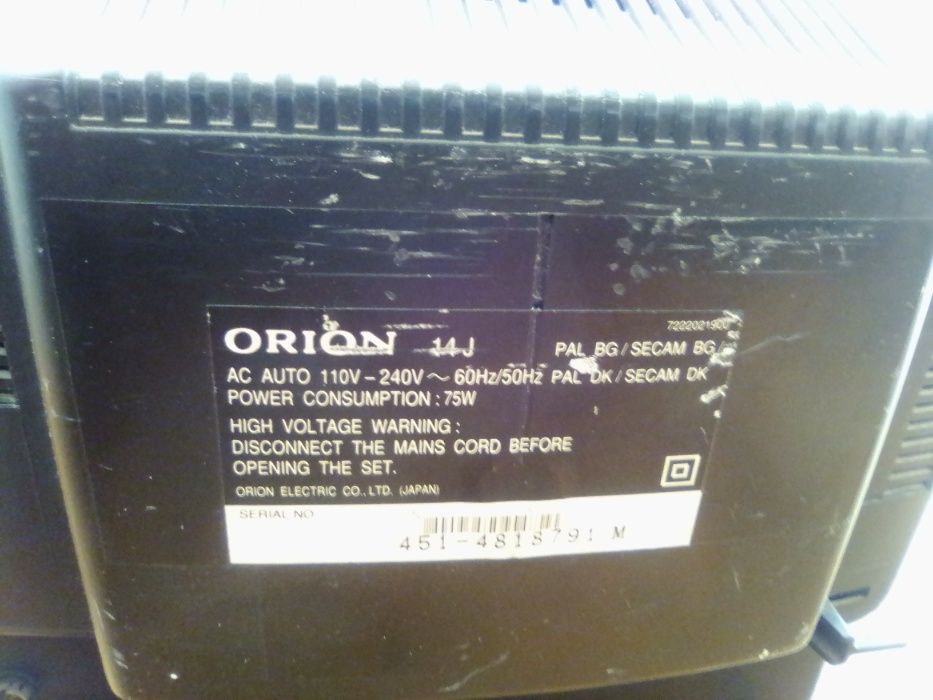 7222021900
ORION 14J
PAL BG / SECAM BG /
AC AUTO 110V – 240V ~ 60Hz/50Hz PAL DK / SECAM DK
POWER CONSUMPTION : 75W
HIGH VOLTAGE WARNING :
DISCONNECT THE MAINS CORD BEFORE
OPENING THE SET.
ORION ELECTRIC CO., LTD. (JAPAN)
SERIAL NO
451-4818791 M